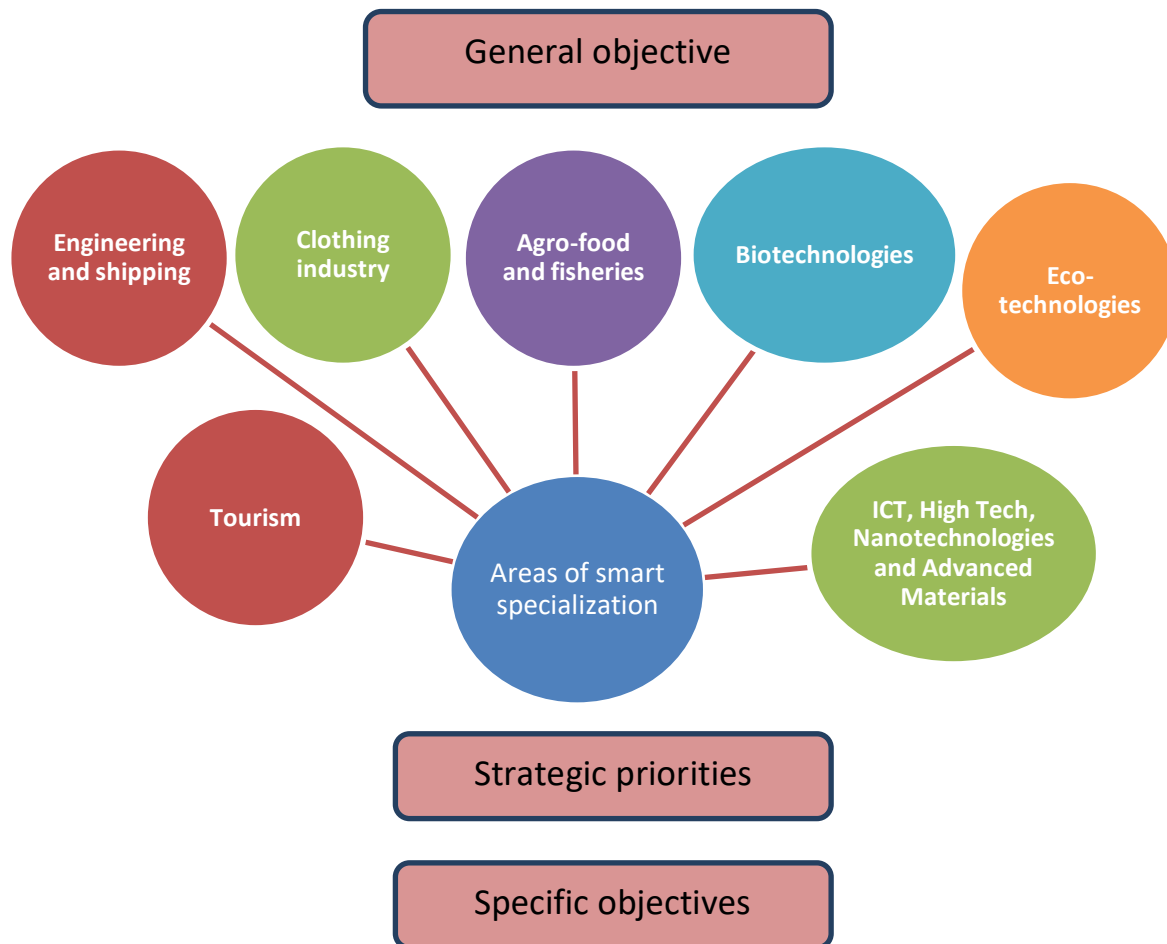 General objective
Engineering
and shipping
Clothing
industry
Agro-food
and fisheries
Biotechnologies
Eco-
technologies
Tourism
Areas of smart
specialization
ICT, High Tech,
Nanotechnologies
and Advanced
Materials
Strategic priorities
Specific objectives